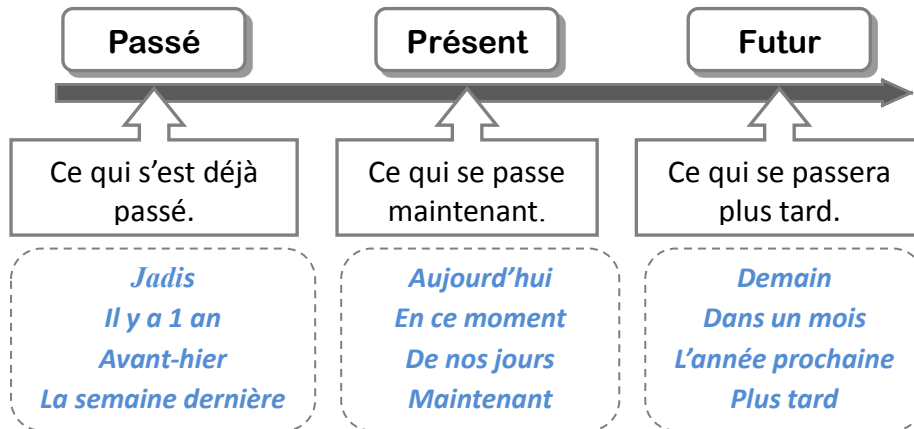 Passé
Présent
Futur
Ce qui s'est déjà
passé.
Ce qui se passe
maintenant.
Ce qui se passera
plus tard.
Jadis
Il y a 1 an
Avant-hier
La semaine dernière
Aujourd'hui
En ce moment
De nos jours
Maintenant
Demain
Dans un mois
L'année prochaine
Plus tard